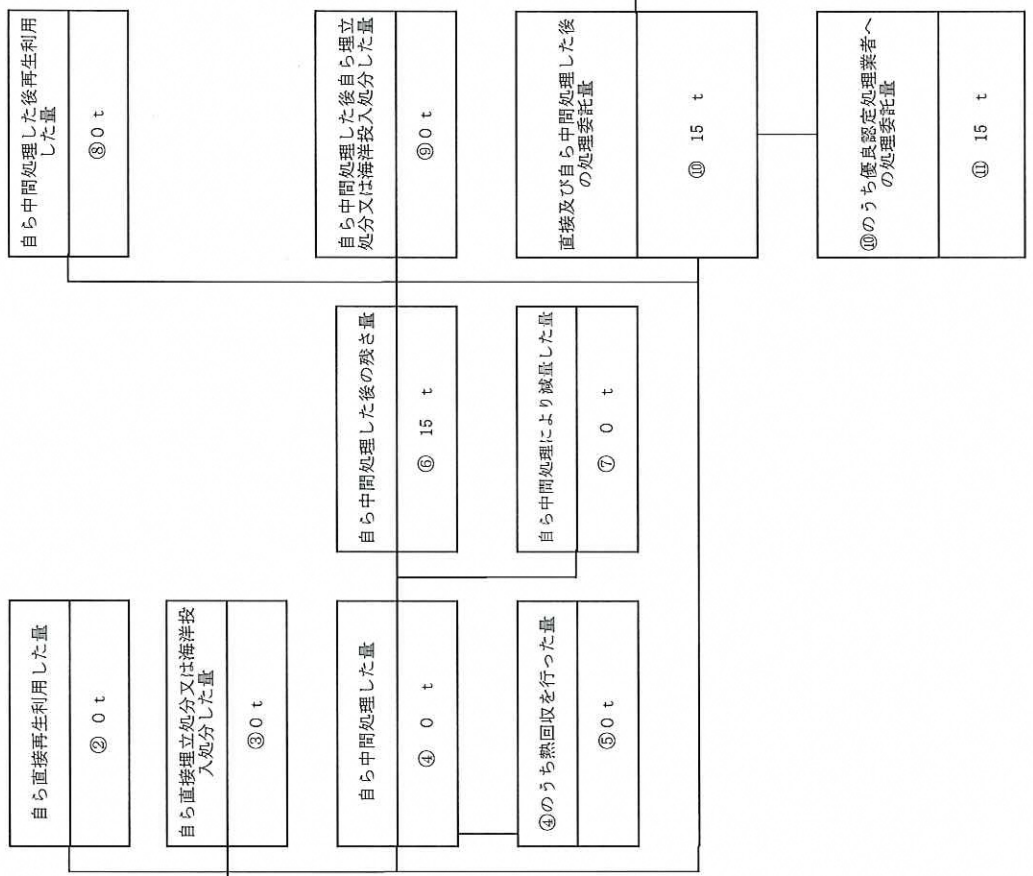 自ら直接再生利用した量
② 0 t
自ら直接埋立処分又は海洋投
入処分した量
③ 0 t
自ら中間処理した量
④ 0 t
④のうち熱回収を行った量
⑤ 0 t
自ら中間処理した後の残さ量
⑥ 15 t
自ら中間処理により減量した量
⑦ 0 t
自ら中間処理した後再生利用
した量
⑧ 0 t
自ら中間処理した後自ら埋立
処分又は海洋投入処分した量
⑨ 0 t
直接及び自ら中間処理した後
の処理委託量
⑩ 15 t
⑩のうち優良認定処理業者へ
の処理委託量
⑪ 15 t